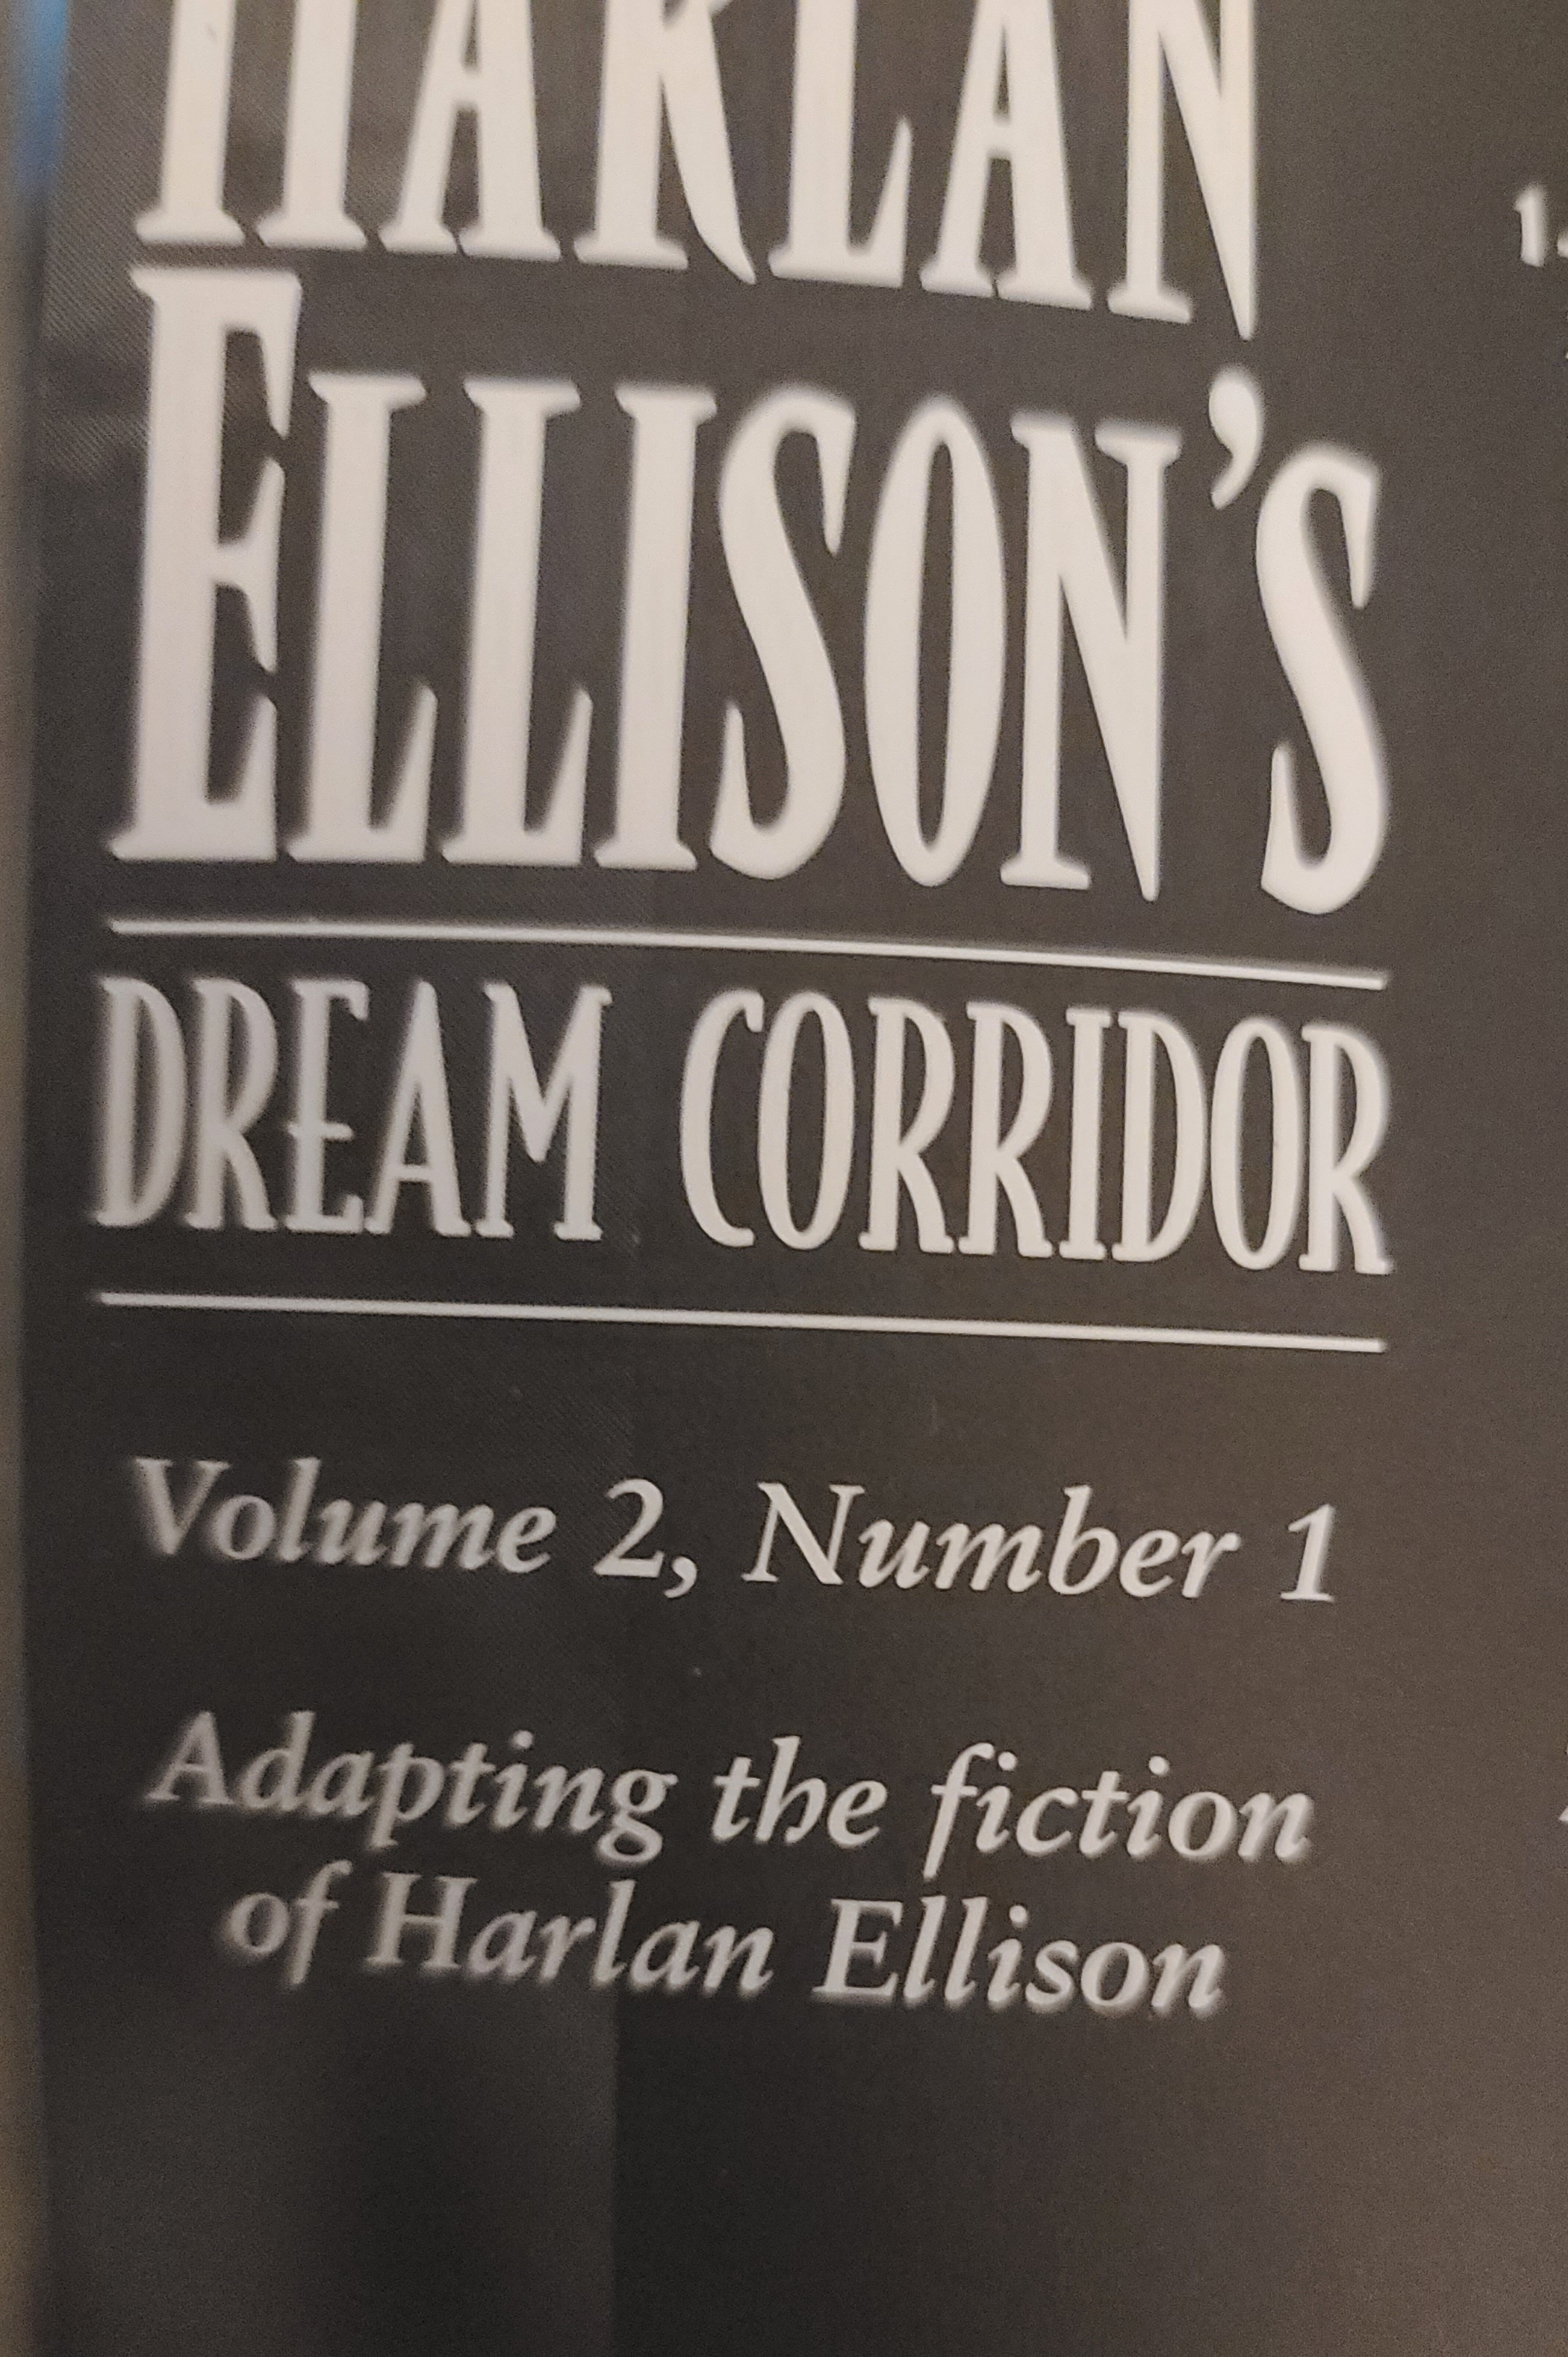 HARLAN
ELLISON'S
DREAM CORRIDOR
Volume 2, Number 1
Adapting the fiction
of Harlan Ellison